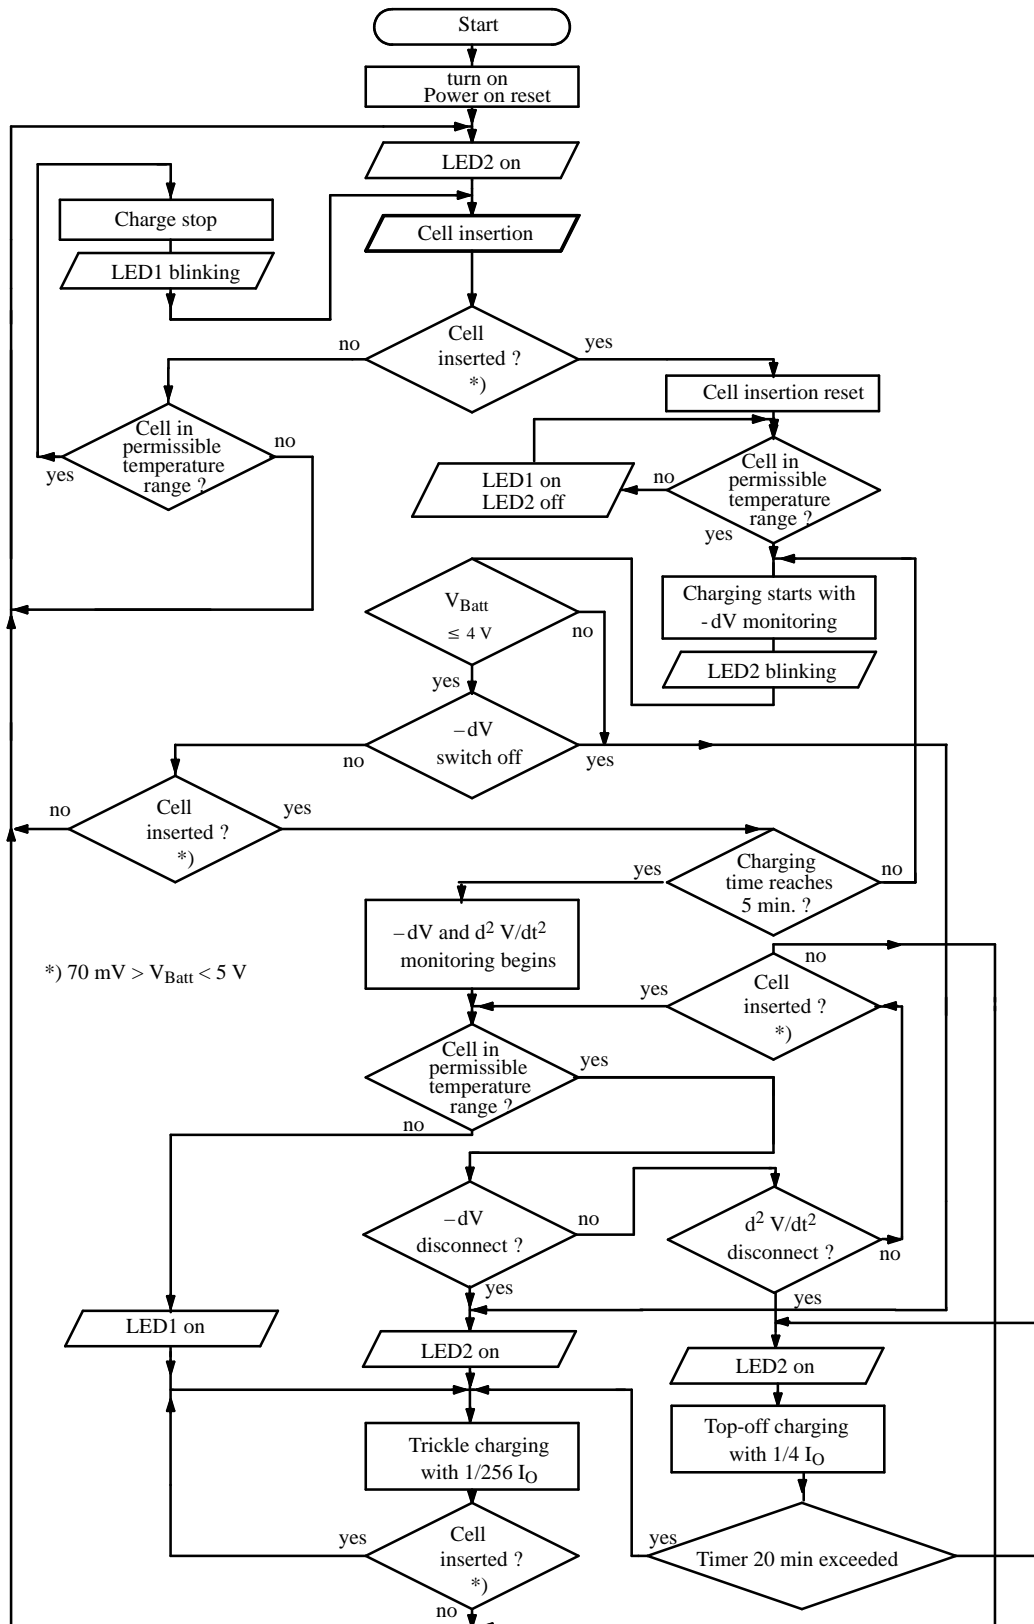 Start
turn on
Power on reset
LED2 on
Charge stop
Cell insertion
LED1 blinking
Cell
inserted ?
*)
no
yes
Cell insertion reset
Cell in
permissible
temperature
range ?
yes
no
Cell in
permissible
temperature
range ?
no
yes
LED1 on
LED2 off
Charging starts with
-dV monitoring
LED2 blinking
VBatt
≤ 4 V
no
yes
–dV
switch off
no
yes
Cell
inserted ?
*)
no
yes
Charging
time reaches
5 min. ?
yes
no
–dV and d² V/dt²
monitoring begins
*) 70 mV > VBatt < 5 V
Cell
inserted ?
*)
no
yes
Cell in
permissible
temperature
range ?
yes
no
–dV
disconnect ?
no
yes
d² V/dt²
disconnect ?
no
yes
LED1 on
LED2 on
LED2 on
Trickle charging
with 1/256 IO
Top-off charging
with 1/4 IO
Cell
inserted ?
*)
yes
no
Timer 20 min exceeded
yes